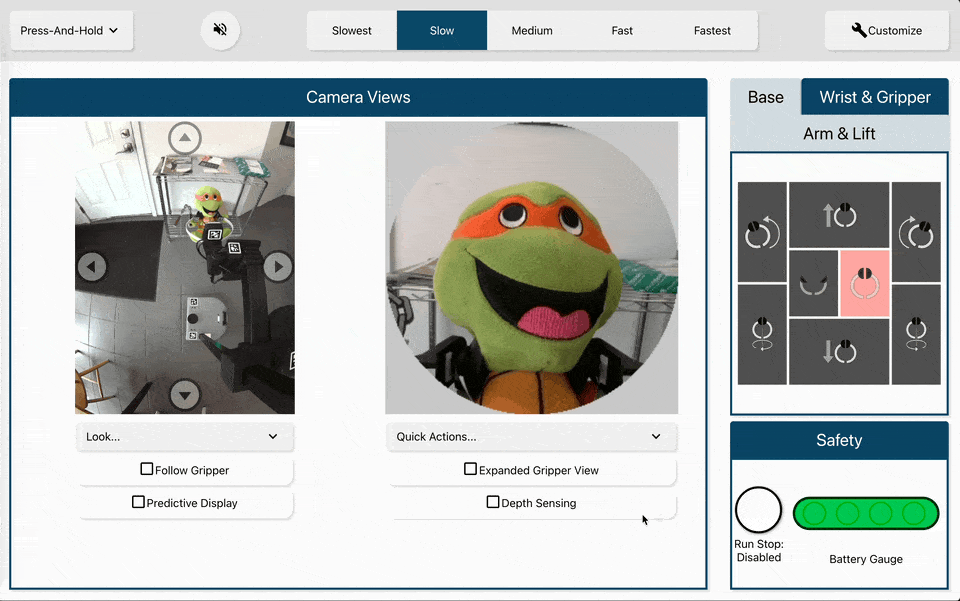 Press-And-Hold
Slowest
Slow
Medium
Fast
Fastest
Customize
Camera Views
Look...
Follow Gripper
Predictive Display
Quick Actions...
Expanded Gripper View
Depth Sensing
Base
Wrist & Gripper
Arm & Lift
Safety
Run Stop:
Disabled
Battery Gauge